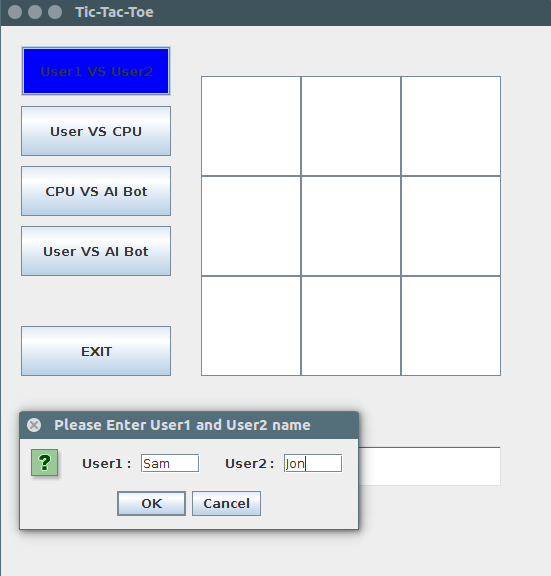 Tic-Tac-Toe
User1 VS User2
User VS CPU
CPU VS AI Bot
User VS AI Bot
EXIT
Please Enter User1 and User2 name
?
User1 : Sam User2 : Jon
OK Cancel